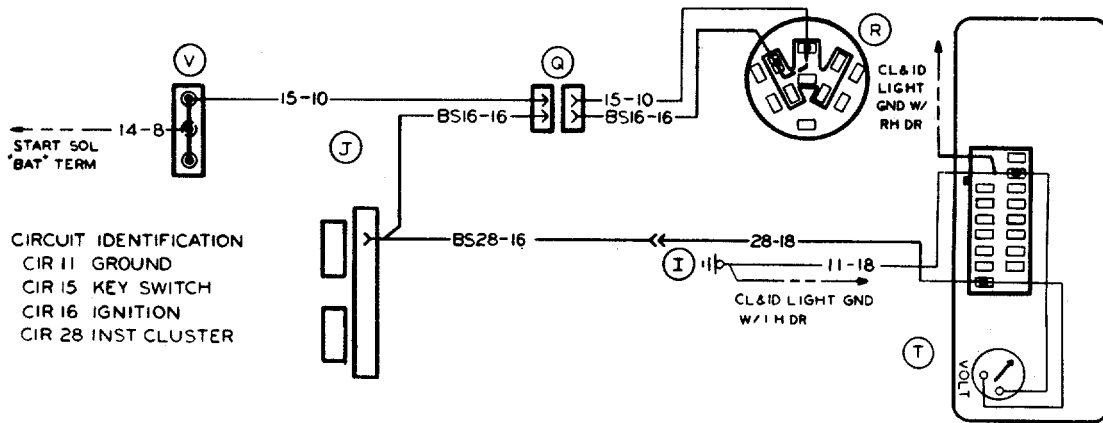 V
15-10
14-8
START SOL
"BAT" TERM
Q
BS16-16
15-10
BS16-16
R
CL&ID
LIGHT
GND W/
RH DR
J
CIRCUIT IDENTIFICATION
CIR 11 GROUND
CIR 15 KEY SWITCH
CIR 16 IGNITION
CIR 28 INST CLUSTER
BS28-16
28-18
I
11-18
CL&ID LIGHT GND
W/ LH DR
T
VOLT